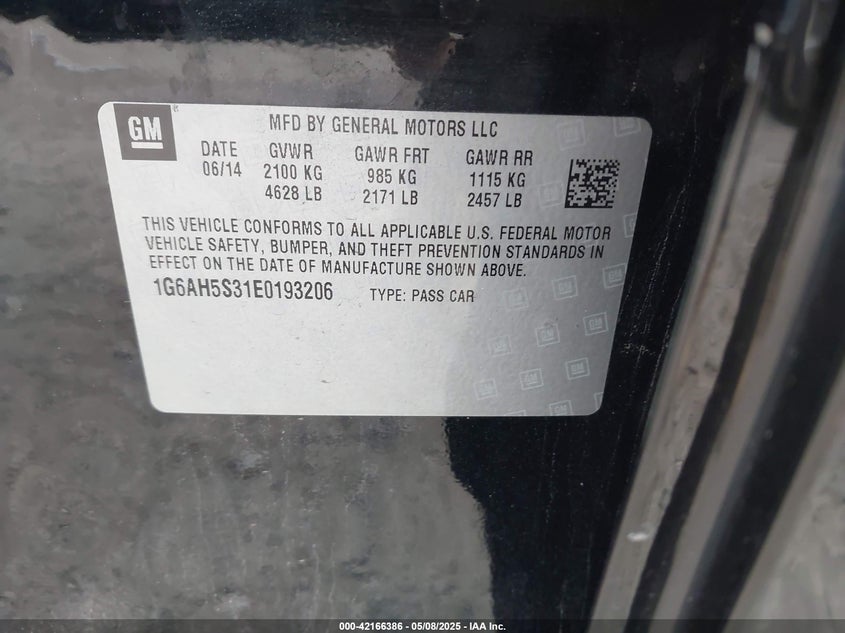 GM
®
MFD BY GENERAL MOTORS LLC
DATE GVWR GAWR FRT GAWR RR
06/14 2100 KG 985 KG 1115 KG
4628 LB 2171 LB 2457 LB
THIS VEHICLE CONFORMS TO ALL APPLICABLE U.S. FEDERAL MOTOR
VEHICLE SAFETY, BUMPER, AND THEFT PREVENTION STANDARDS IN
EFFECT ON THE DATE OF MANUFACTURE SHOWN ABOVE.
1G6AH5S31E0193206 TYPE: PASS CAR
000-42166386 - 05/08/2025 - IAA Inc.